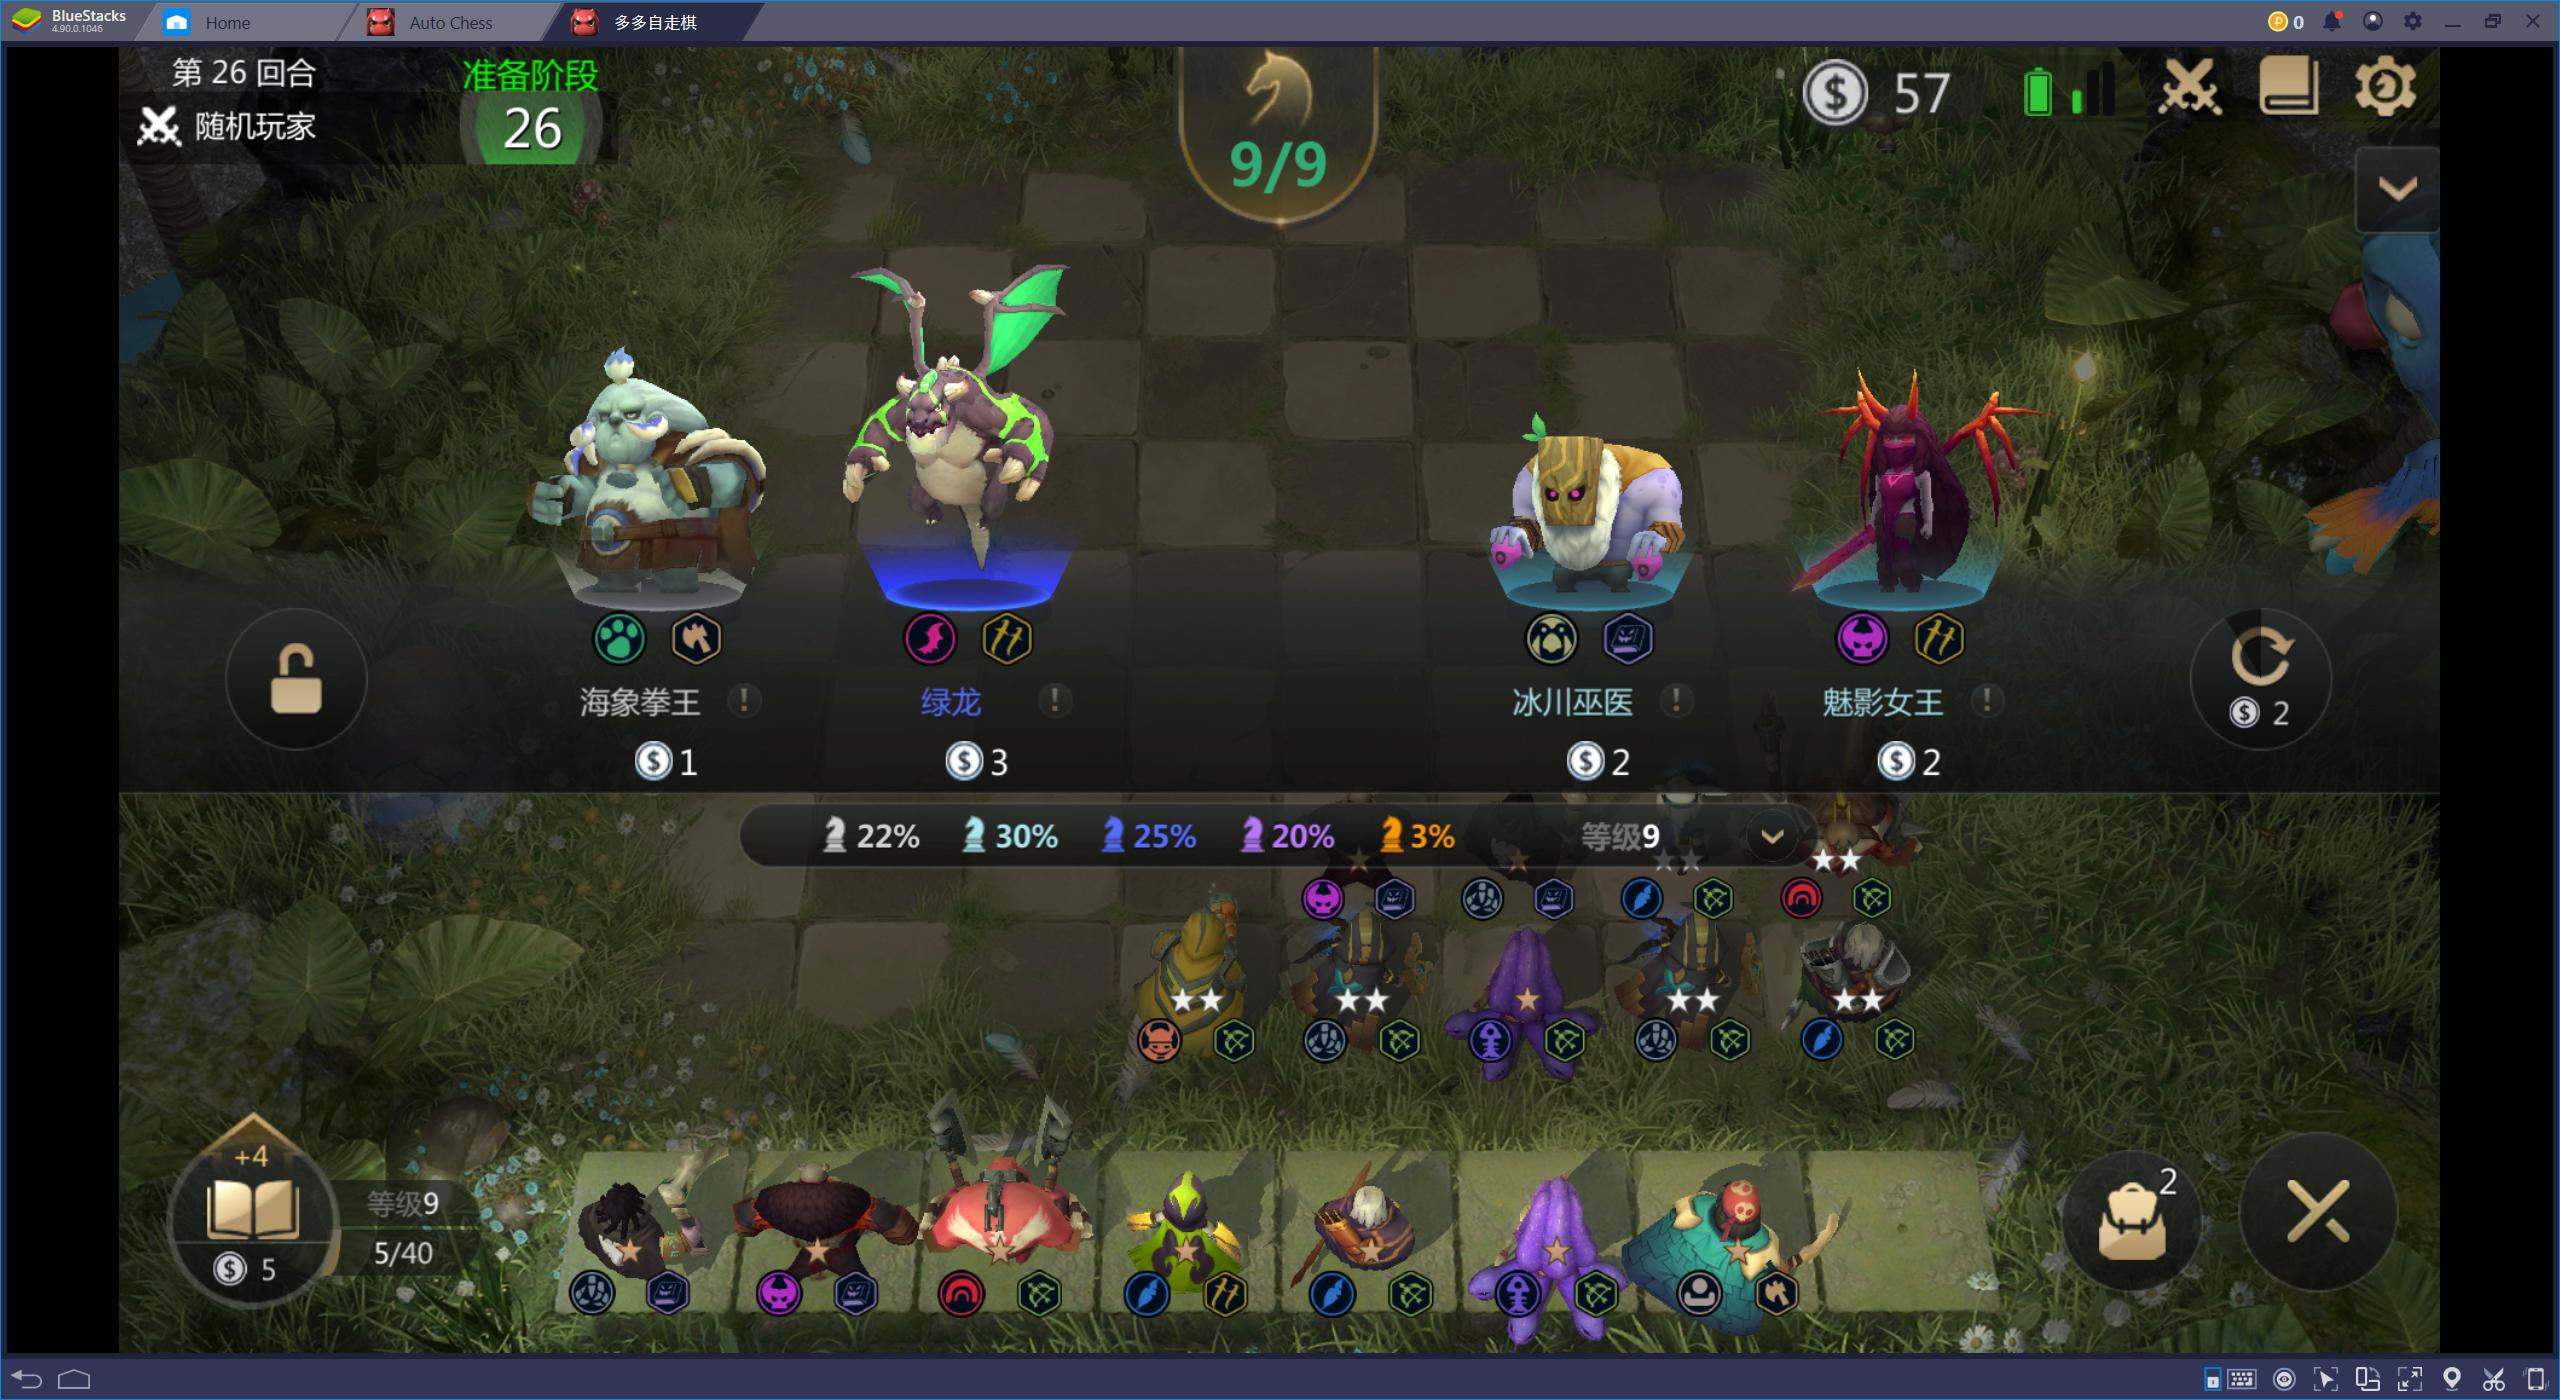 BlueStacks
4.90.0.1046
Home
Auto Chess
多多自走棋
0
第 26 回合
准备阶段
随机玩家
26
9/9
57
海象拳王 !
绿龙 !
冰川巫医 !
魅影女王 !
1
3
2
2
2
22% 30% 25% 20% 3% 等级9
+4
等级9
5/40
5
2